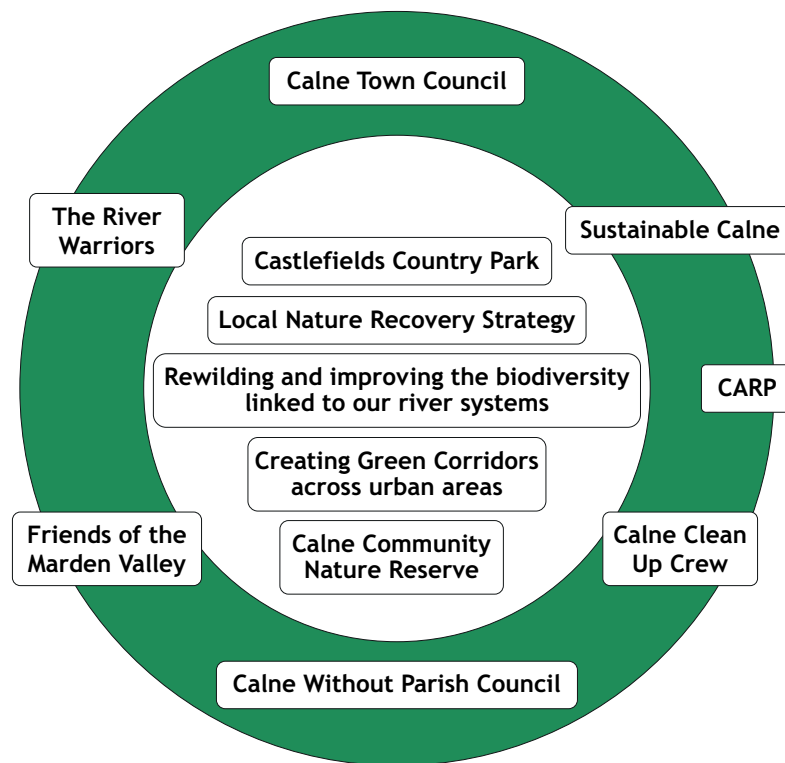 Calne Town Council
The River
Warriors
Sustainable Calne
Castlefields Country Park
Local Nature Recovery Strategy
Rewilding and improving the biodiversity
linked to our river systems
CARP
Creating Green Corridors
across urban areas
Friends of the
Marden Valley
Calne Community
Nature Reserve
Calne Clean
Up Crew
Calne Without Parish Council